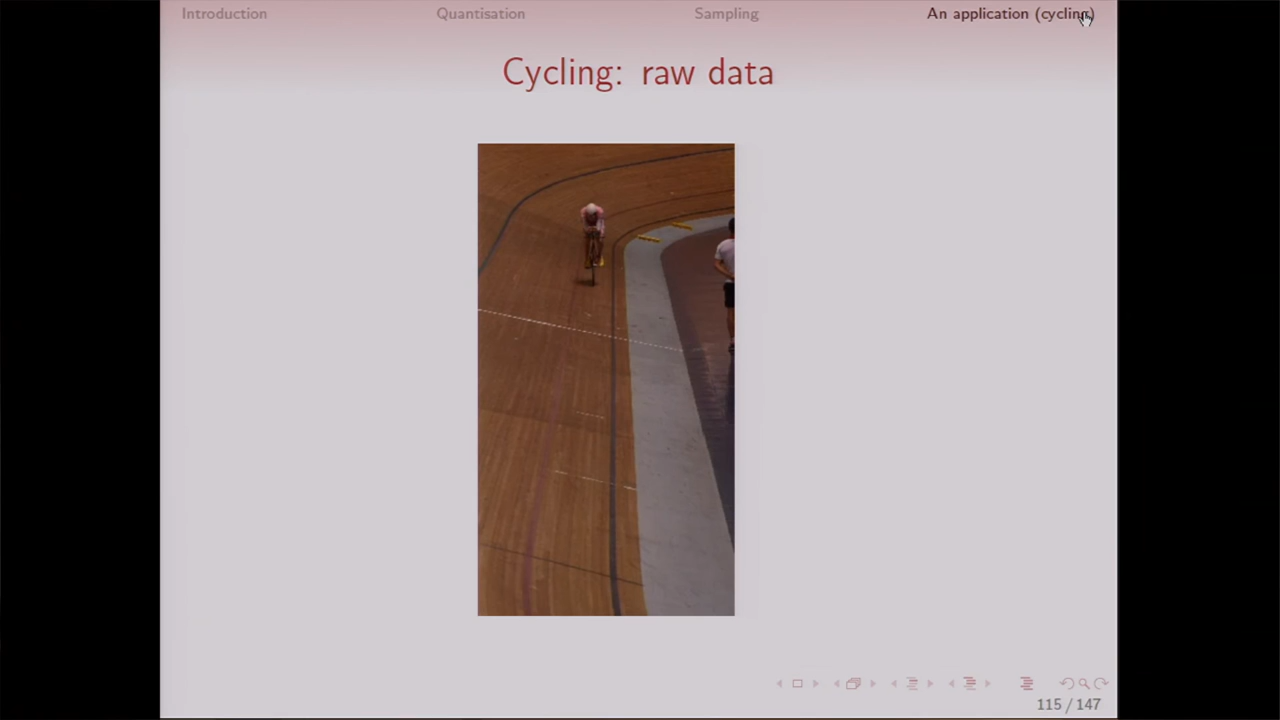 Introduction Quantisation Sampling An application (cycling)
Cycling: raw data
115 / 147